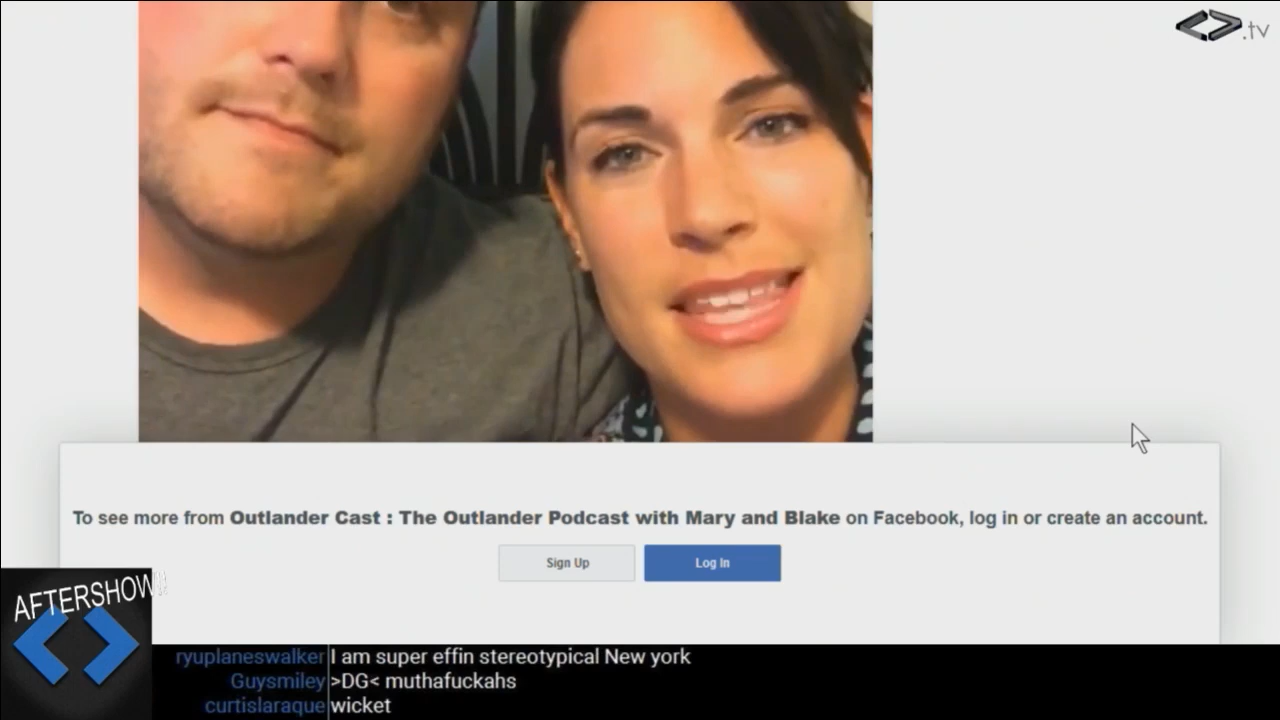 .tv
To see more from Outlander Cast : The Outlander Podcast with Mary and Blake on Facebook, log in or create an account.
Sign Up
Log In
AFTERSHOW!!
ryuplaneswalker I am super effin stereotypical New york
Guysmiley >DG< muthafuckahs
curtislaraque wicket